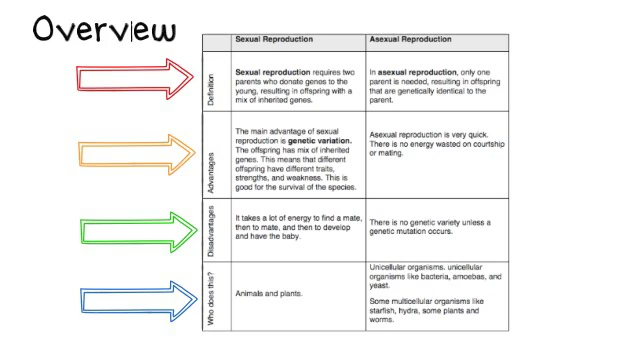 Overview
Sexual Reproduction
Asexual Reproduction
Definition
Sexual reproduction requires two
parents who donate genes to the
young, resulting in offspring with a
mix of inherited genes.
In asexual reproduction, only one
parent is needed, resulting in offspring
that are genetically identical to the
parent.
Advantages
The main advantage of sexual
reproduction is genetic variation.
The offspring has mix of inherited
genes. This means that different
offspring have different traits,
strengths, and weakness. This is
good for the survival of the species.
Asexual reproduction is very quick.
There is no energy wasted on courtship
or mating.
Disadvantages
It takes a lot of energy to find a mate,
then to mate, and then to develop
and have the baby.
There is no genetic variety unless a
genetic mutation occurs.
Who does this?
Animals and plants.
Unicellular organisms. unicellular
organisms like bacteria, amoebas, and
yeast.
Some multicellular organisms like
starfish, hydra, some plants and
worms.